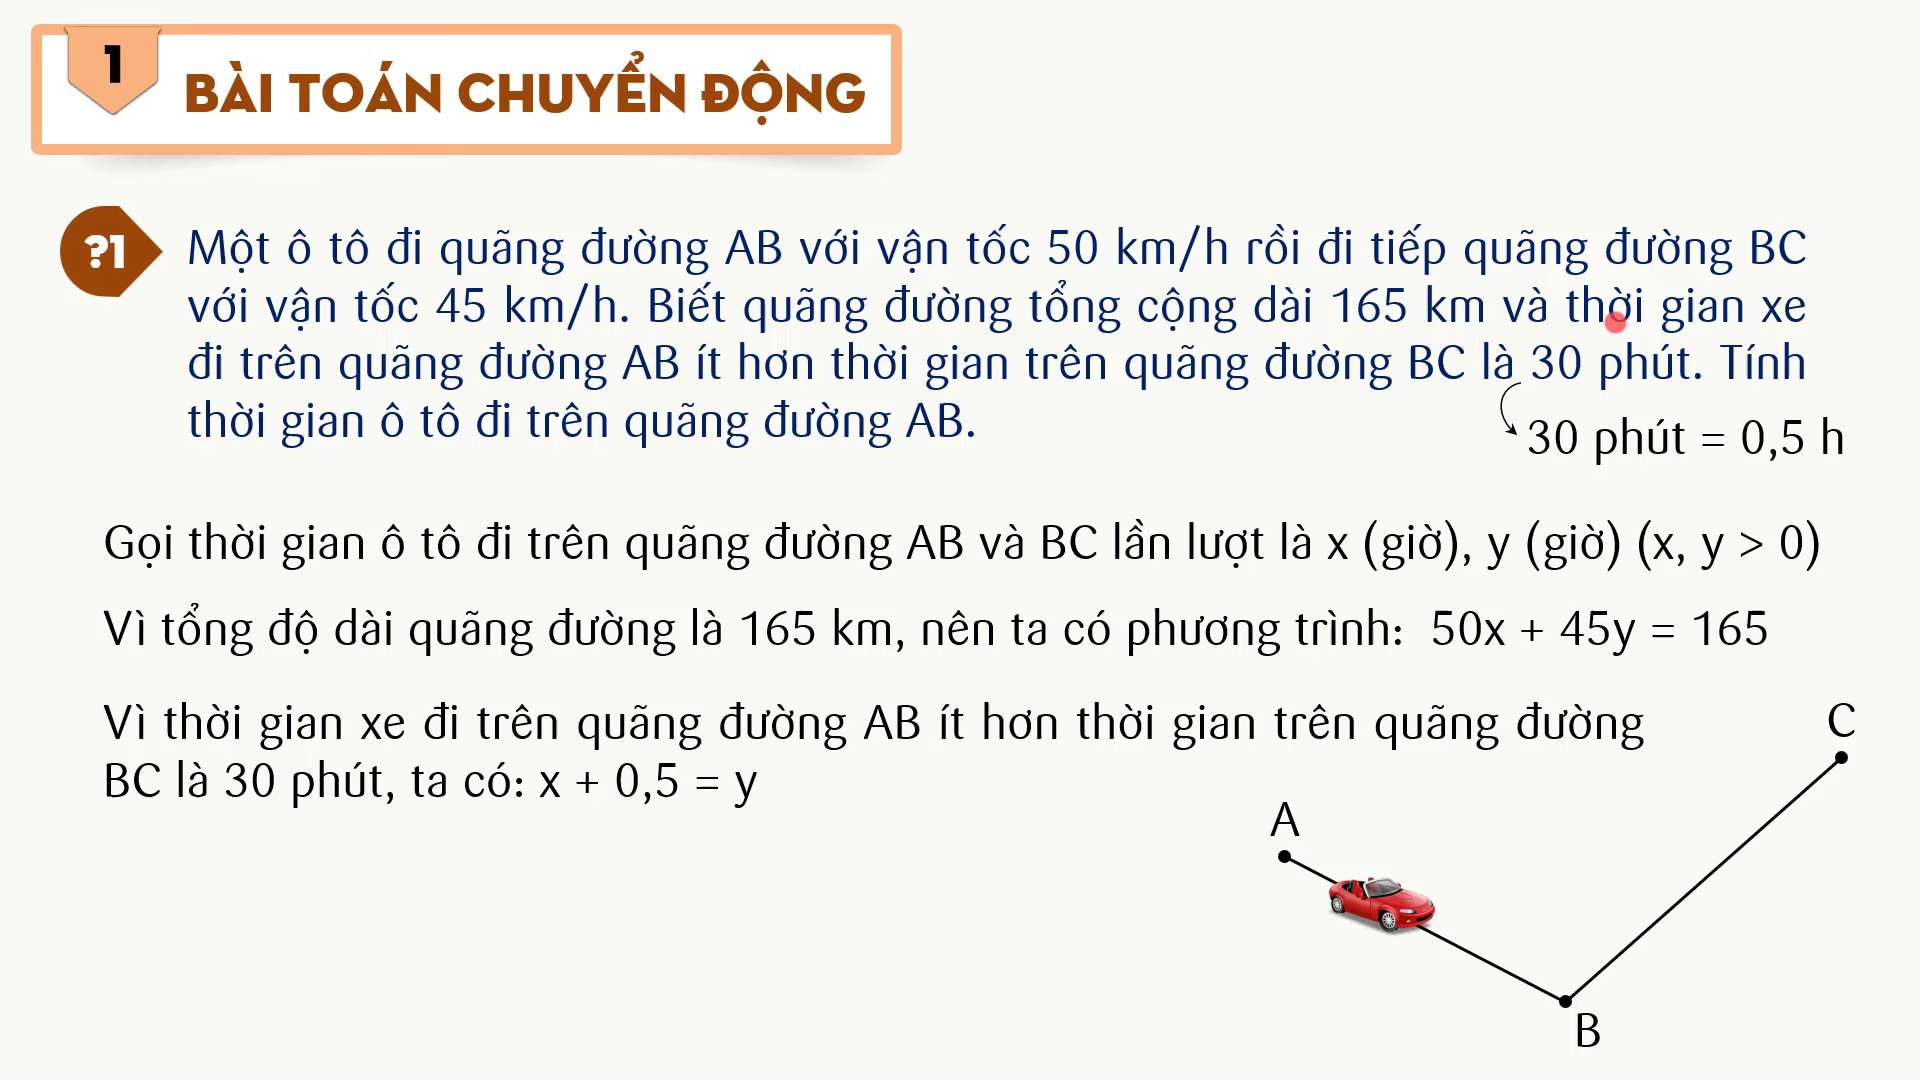 1
BÀI TOÁN CHUYỂN ĐỘNG
?1
Một ô tô đi quãng đường AB với vận tốc 50 km/h rồi đi tiếp quãng đường BC
với vận tốc 45 km/h. Biết quãng đường tổng cộng dài 165 km và thời gian xe
đi trên quãng đường AB ít hơn thời gian trên quãng đường BC là 30 phút. Tính
thời gian ô tô đi trên quãng đường AB.
30 phút = 0,5 h
Gọi thời gian ô tô đi trên quãng đường AB và BC lần lượt là x (giờ), y (giờ) (x, y > 0)
Vì tổng độ dài quãng đường là 165 km, nên ta có phương trình: 50x + 45y = 165
Vì thời gian xe đi trên quãng đường AB ít hơn thời gian trên quãng đường
BC là 30 phút, ta có: x + 0,5 = y
C
A
B